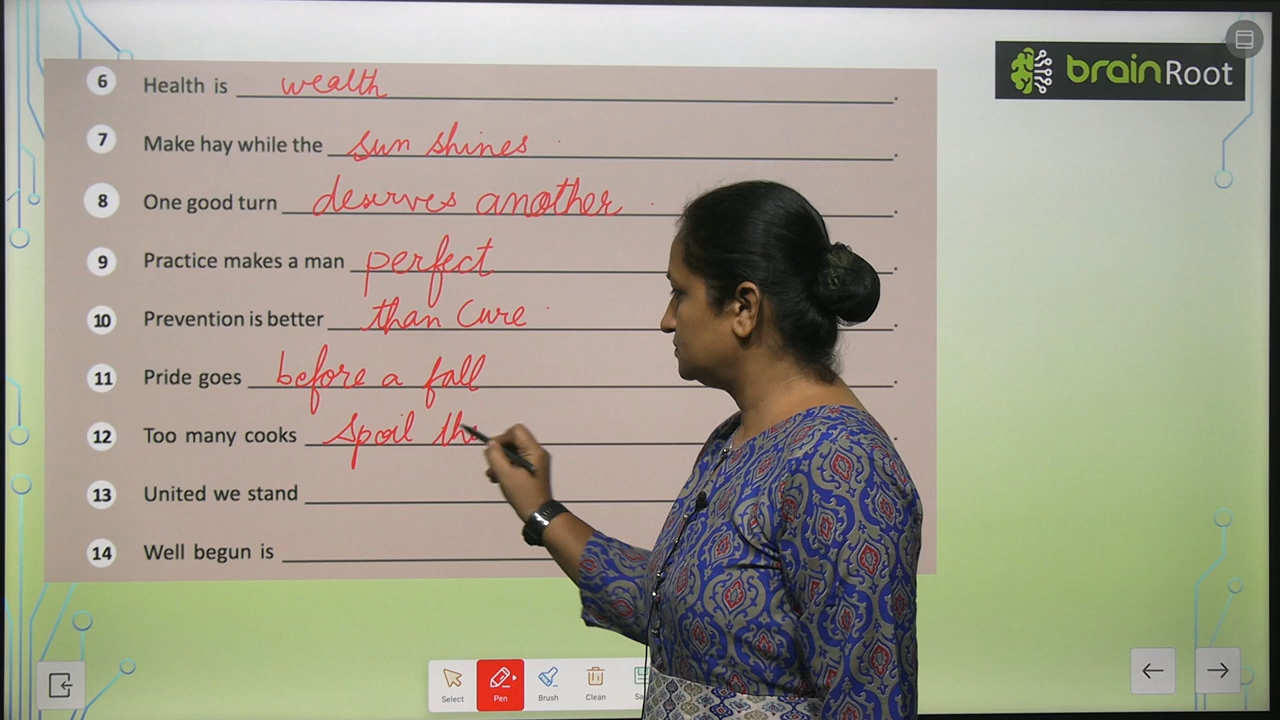 brainRoot
6 Health is wealth.
7 Make hay while the sun shines.
8 One good turn deserves another.
9 Practice makes a man perfect.
10 Prevention is better than Cure.
11 Pride goes before a fall.
12 Too many cooks spoil the.
13 United we stand
14 Well begun is
Select Pen Brush Clean